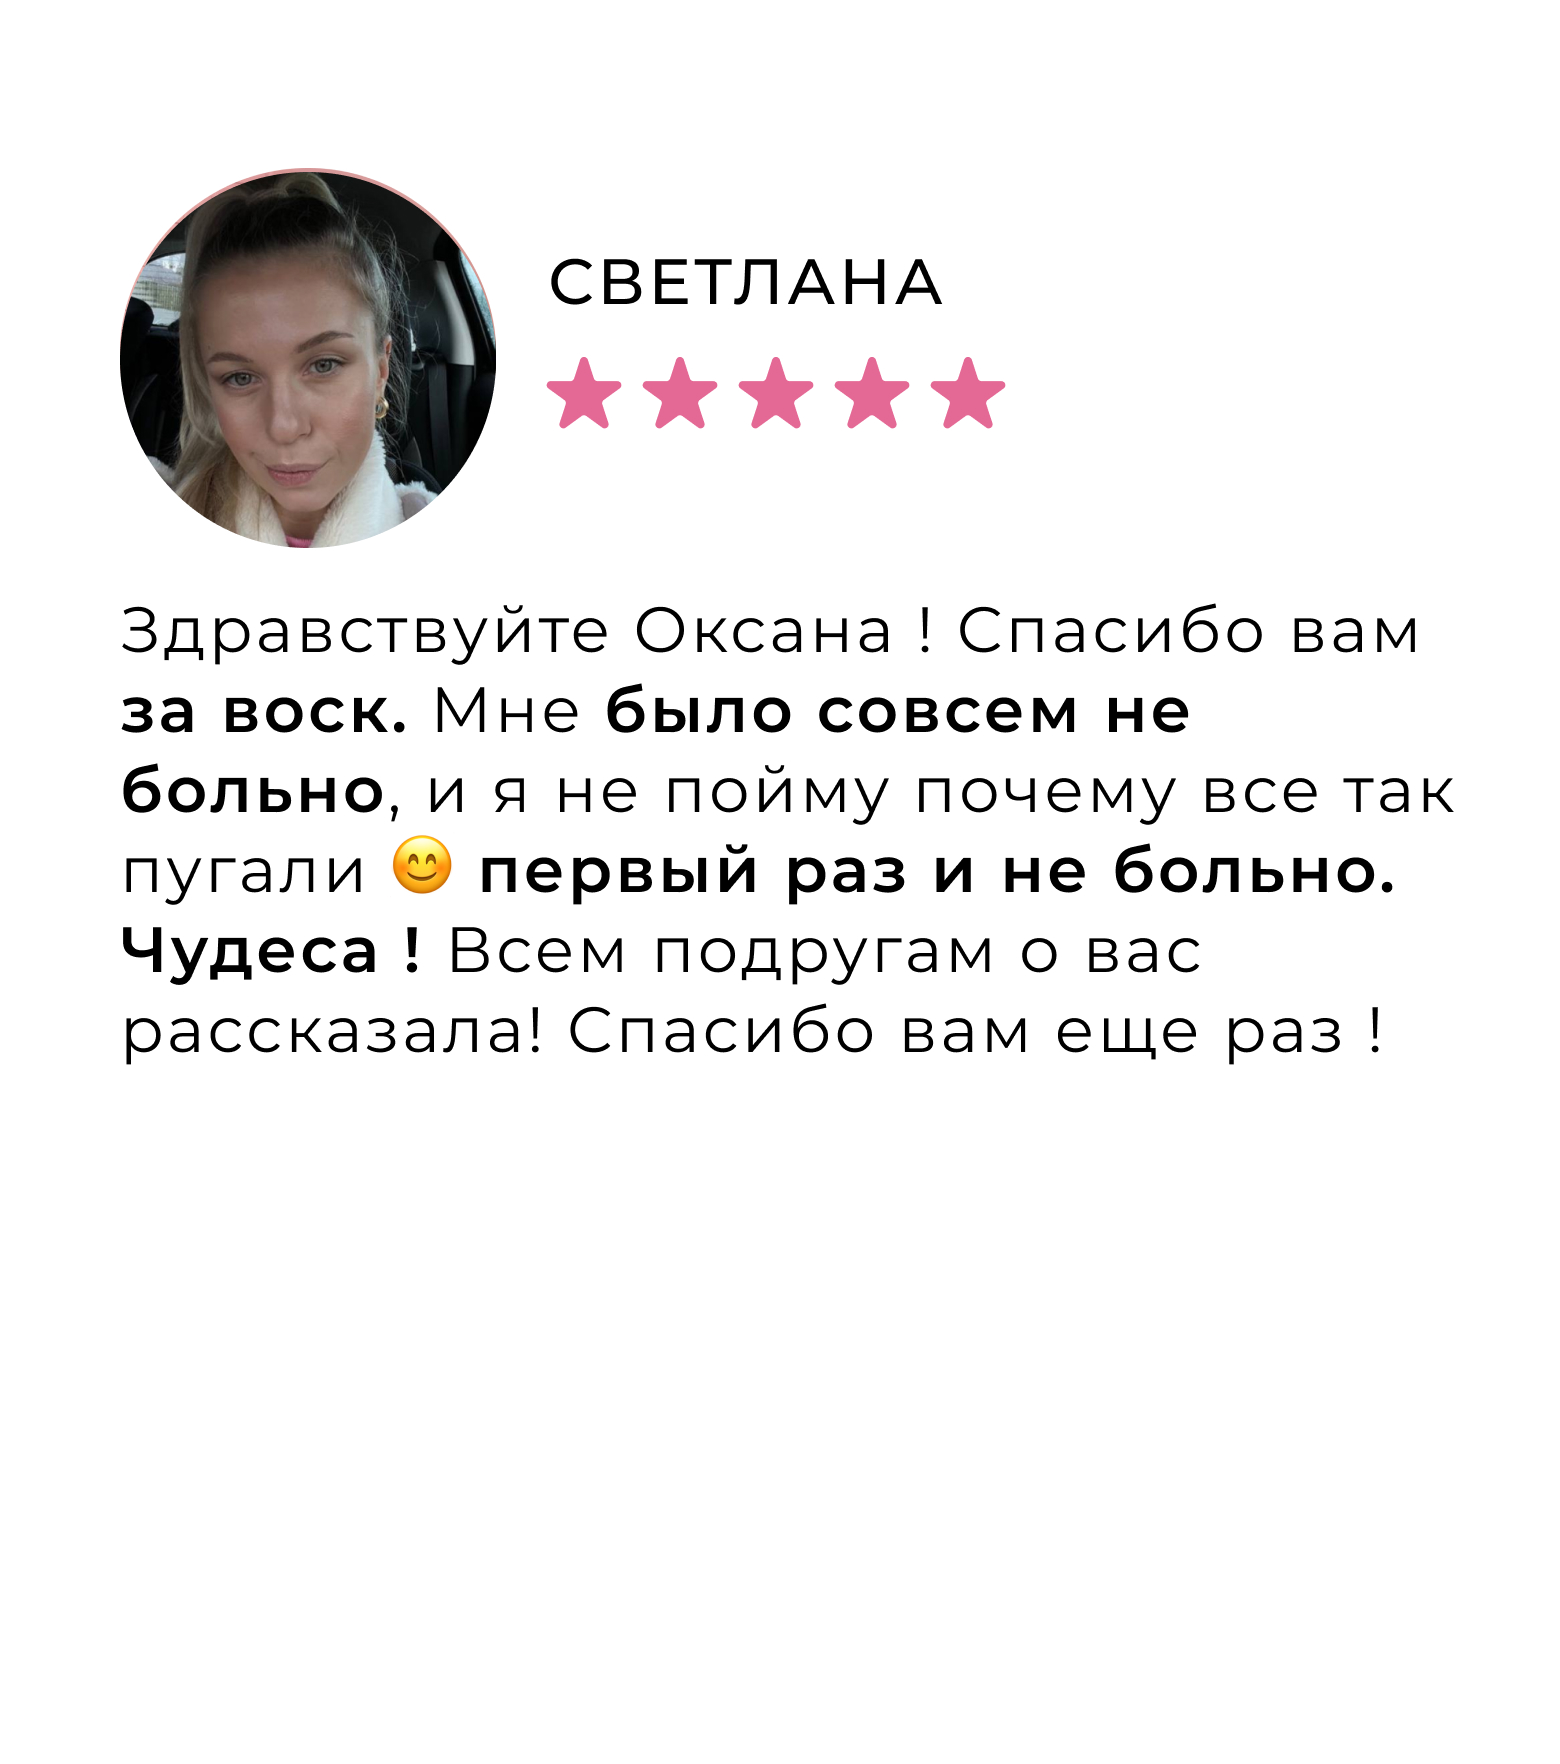 СВЕТЛАНА
Здравствуйте Оксана ! Спасибо вам
за воск. Мне было совсем не
больно, и я не пойму почему все так
пугали 😊 первый раз и не больно.
Чудеса ! Всем подругам о вас
рассказала! Спасибо вам еще раз !